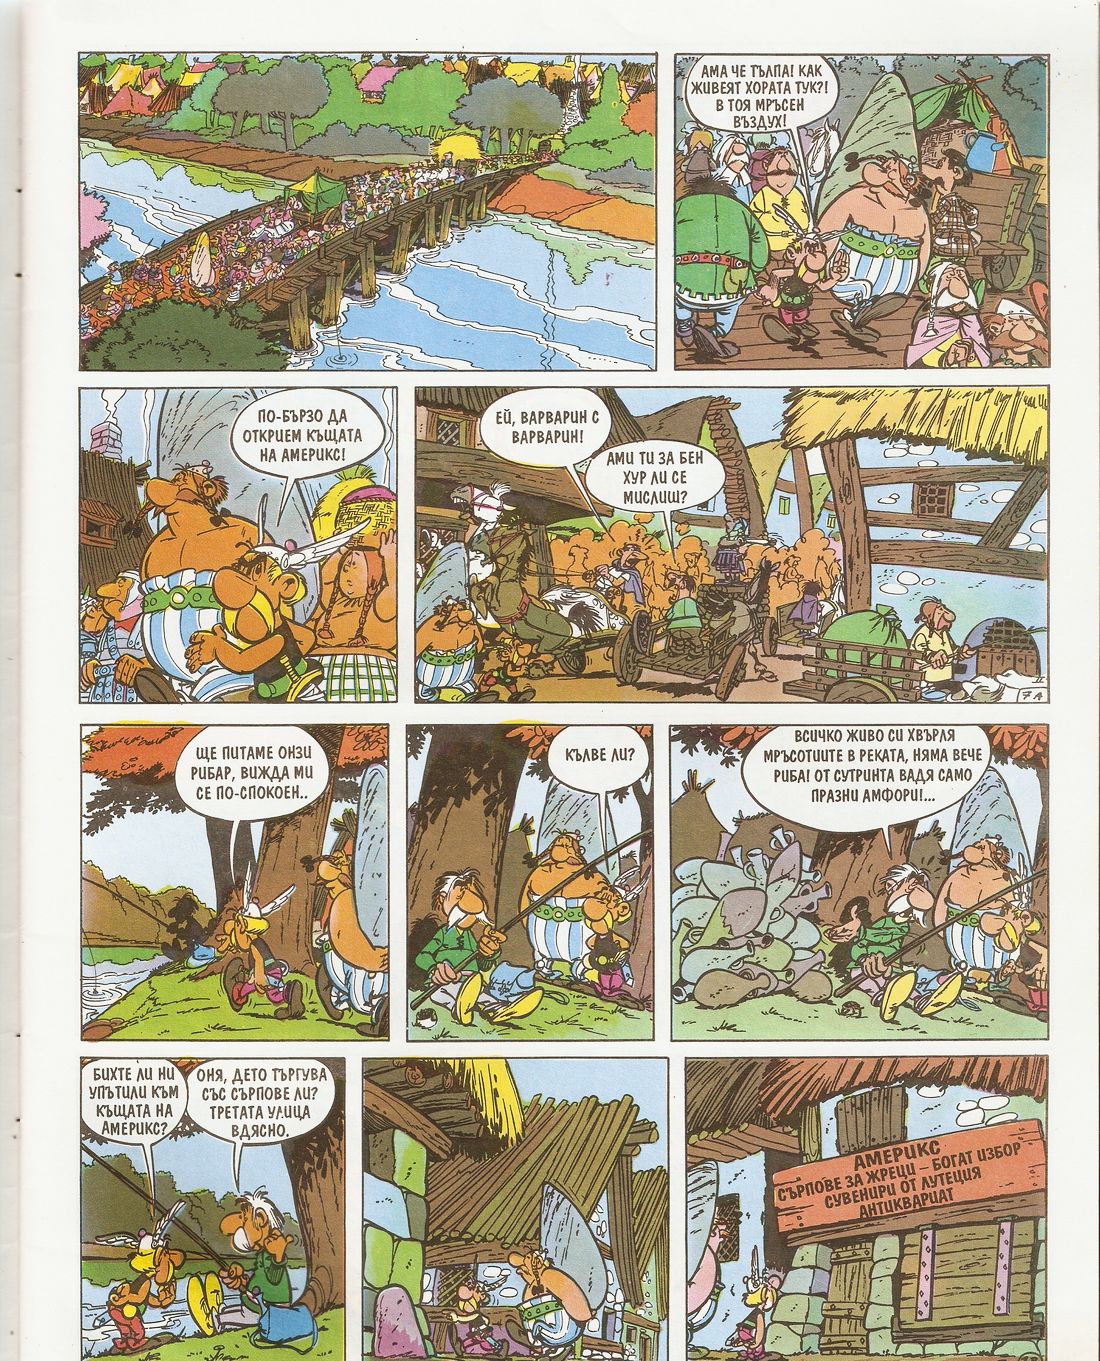 АМА ЧЕ ТЪЛПА! КАК
ЖИВЕЯТ ХОРАТА ТУК?!
В ТОЯ МРЪСЕН
ВЪЗДУХ!
ПО-БЪРЗО ДА
ОТКРИЕМ КЪЩАТА
НА АМЕРИКС!
ЕЙ, ВАРВАРИН С
ВАРВАРИН!
АМИ ТИ ЗА БЕН
ХУР ЛИ СЕ
МИСЛИШ?
7A
ЩЕ ПИТАМЕ ОНЗИ
РИБАР, ВИЖДА МИ
СЕ ПО-СПОКОЕН..
КЪЛВЕ ЛИ?
ВСИЧКО ЖИВО СИ ХВЪРЛЯ
МРЪСОТИИТЕ В РЕКАТА, НЯМА ВЕЧЕ
РИБА! ОТ СУТРИНТА ВАДЯ САМО
ПРАЗНИ АМФОРИ!...
БИХТЕ ЛИ НИ
УПЪТИЛИ КЪМ
КЪЩАТА НА
АМЕРИКС?
ОНЯ, ДЕТО ТЪРГУВА
СЪС СЪРПОВЕ ЛИ?
ТРЕТАТА УЛИЦА
ВДЯСНО.
АМЕРИКС
СЪРПОВЕ ЗА ЖРЕЦИ – БОГАТ ИЗБОР
СУВЕНИРИ ОТ ЛУТЕЦИЯ
АНТИКВАРИАТ